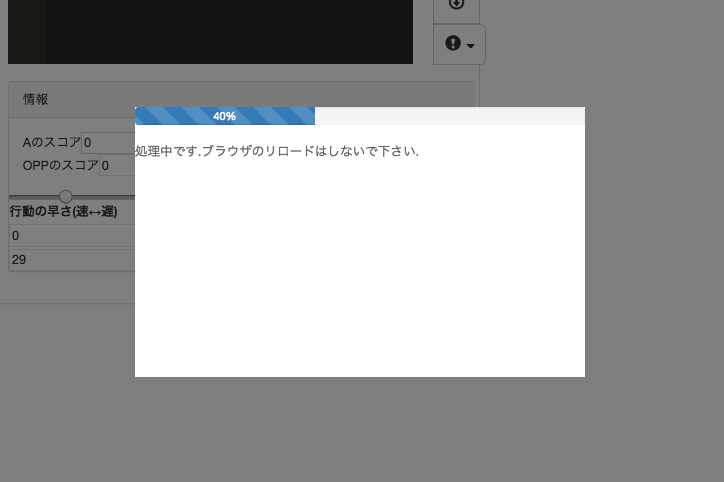 情報
40%
Aのスコア 0
処理中です.ブラウザのリロードはしないで下さい.
OPPのスコア 0
行動の早さ(速↔遅)
0
29